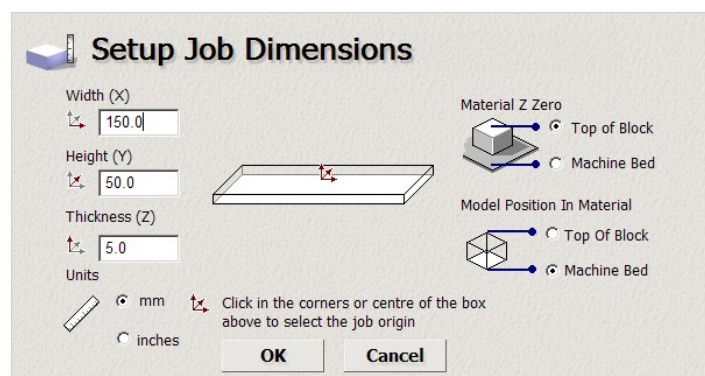 Setup Job Dimensions
Width (X)
150.0
Height (Y)
50.0
Thickness (Z)
5.0
Units
mm
inches
Material Z Zero
Top of Block
Machine Bed
Model Position In Material
Top Of Block
Machine Bed
Click in the corners or centre of the box
above to select the job origin
OK
Cancel